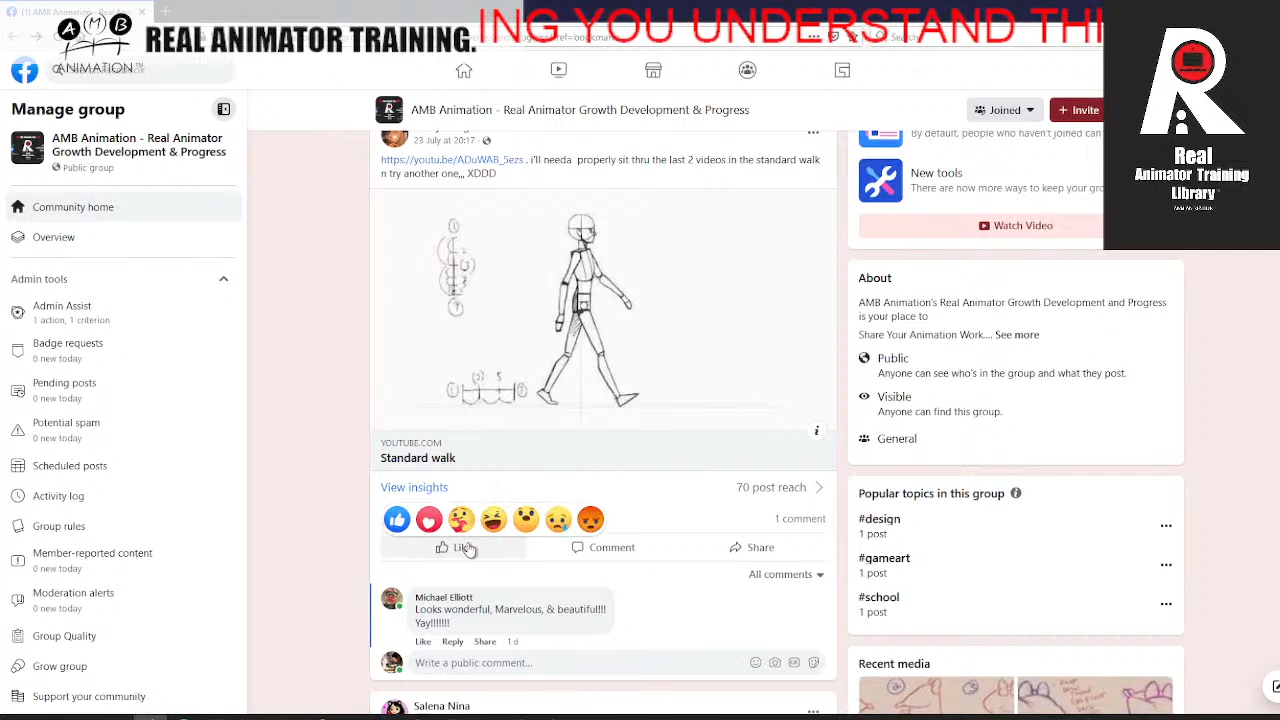 (1) AMB Animation - Real An
AMB
ANIMATION
REAL ANIMATOR TRAINING.
ING YOU UNDERSTAND THI
Search
Real
Animator Training
Library
Manage group
AMB Animation - Real Animator
Growth Development & Progress
Public group
Community home
Overview
Admin tools
Admin Assist
1 action, 1 criterion
Badge requests
0 new today
Pending posts
0 new today
Potential spam
0 new today
Scheduled posts
Activity log
Group rules
Member-reported content
0 new today
Moderation alerts
0 new today
Group Quality
Grow group
Support your community
AMB Animation - Real Animator Growth Development & Progress
Joined
+ Invite
23 July at 20:17
https://youtu.be/ADuWAB_5ezs . i'll needa properly sit thru the last 2 videos in the standard walk
n try another one,,, XDDD
YOUTUBE.COM
Standard walk
View insights
70 post reach
1 comment
Like
Comment
Share
All comments
Michael Elliott
Looks wonderful, Marvelous, & beautiful!!!
Yay!!!!!!!
Like Reply Share 1 d
Write a public comment...
Salena Nina
By default, people who haven't joined can
New tools
There are now more ways to keep your gro
Watch Video
About
AMB Animation's Real Animator Growth Development and Progress
is your place to
Share Your Animation Work.... See more
Public
Anyone can see who's in the group and what they post.
Visible
Anyone can find this group.
General
Popular topics in this group
#design
1 post
#gameart
1 post
#school
1 post
Recent media